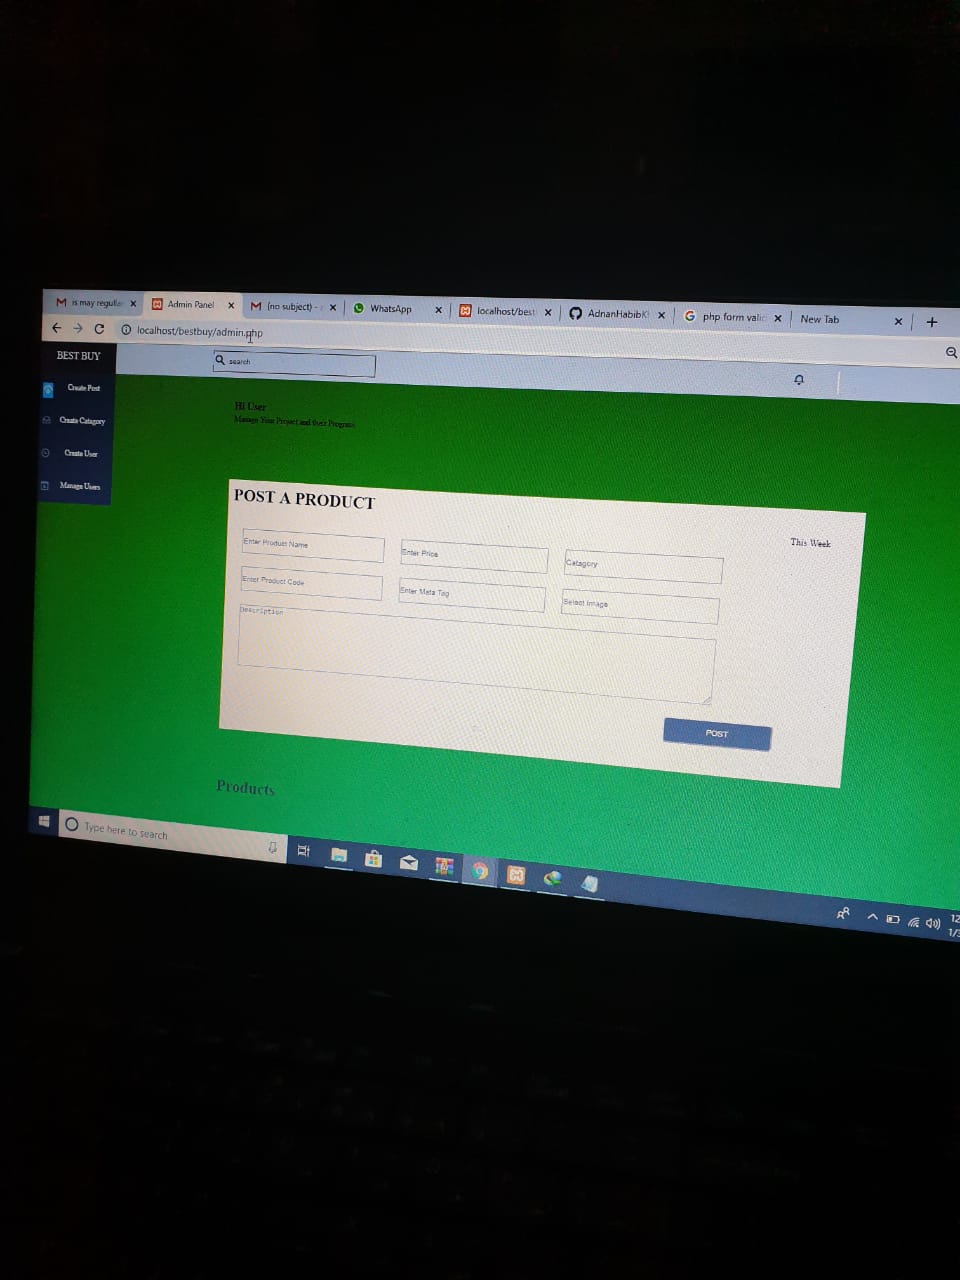 is may regullar
Admin Panel
(no subject) -
WhatsApp
localhost/best
AdnanHabibK
php form valid
New Tab
localhost/bestbuy/admin.php
BEST BUY
search
Create Post
Create Catagory
Create User
Manage Users
Hi User
Manage Your Project and their Progress
POST A PRODUCT
This Week
Enter Product Name
Enter Price
Catagory
Enter Product Code
Enter Mata Tag
Select Image
Description
POST
Products
Type here to search
12
1/3